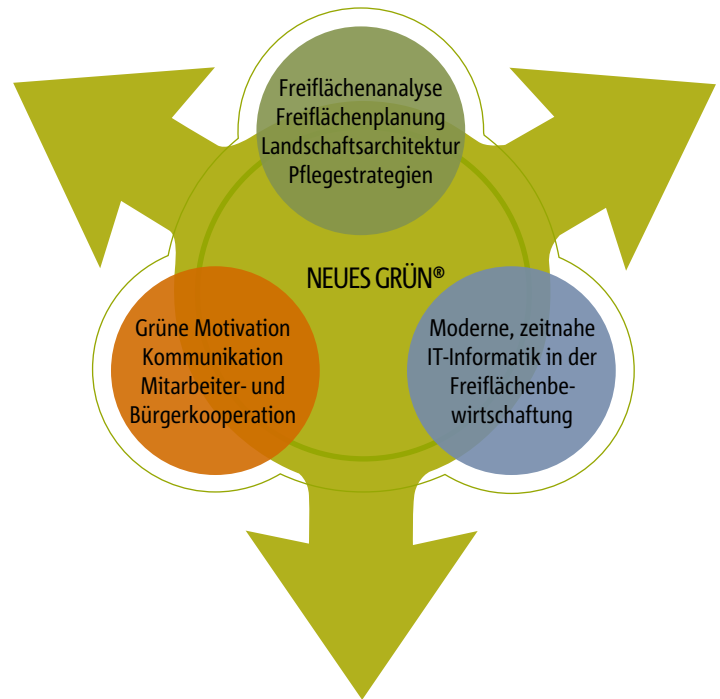 Freiflächenanalyse
Freiflächenplanung
Landschaftsarchitektur
Pflegestrategien
NEUES GRÜN®
Grüne Motivation
Kommunikation
Mitarbeiter- und
Bürgerkooperation
Moderne, zeitnahe
IT-Informatik in der
Freiflächenbe-
wirtschaftung